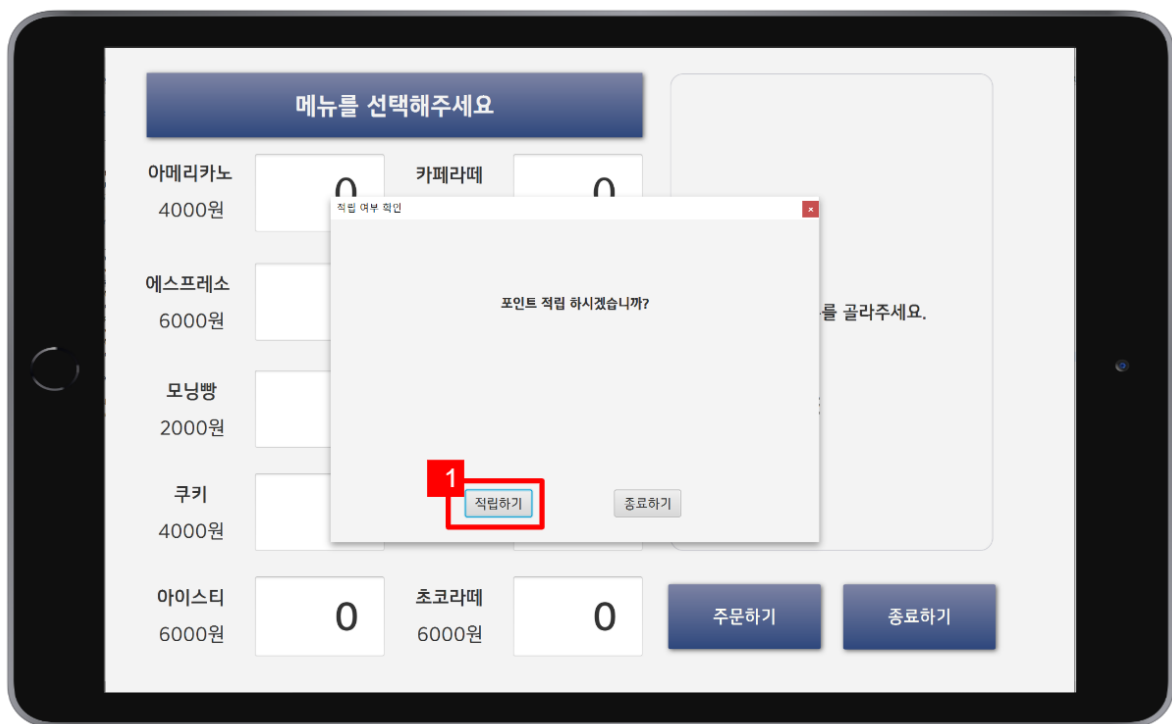 메뉴를 선택해주세요
아메리카노
4000원
0
카페라떼
0
적립 여부 확인
포인트 적립 하시겠습니까?
를 골라주세요.
에스프레소
6000원
모닝빵
2000원
쿠키
4000원
1
적립하기
종료하기
아이스티
6000원
0
초코라떼
6000원
0
주문하기
종료하기